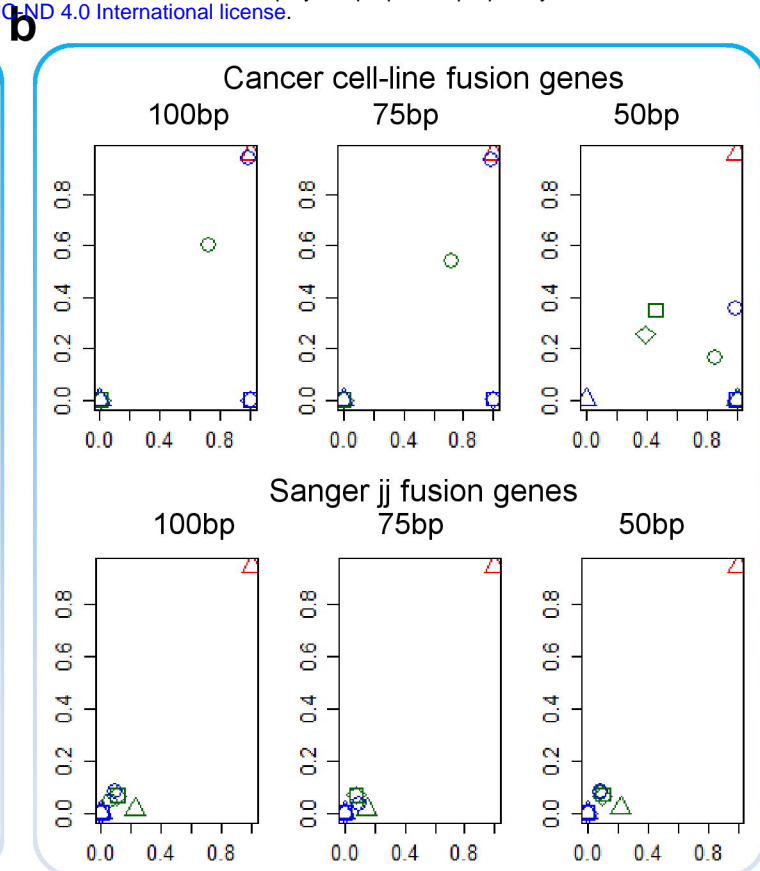 C-ND 4.0 International license.
b
Cancer cell-line fusion genes
100bp 75bp 50bp
0.8 0.8 0.8
0.6 0.6 0.6
0.4 0.4 0.4
0.2 0.2 0.2
0.0 0.0 0.0
0.0 0.4 0.8 0.0 0.4 0.8 0.0 0.4 0.8
Sanger jj fusion genes
100bp 75bp 50bp
0.8 0.8 0.8
0.6 0.6 0.6
0.4 0.4 0.4
0.2 0.2 0.2
0.0 0.0 0.0
0.0 0.4 0.8 0.0 0.4 0.8 0.0 0.4 0.8